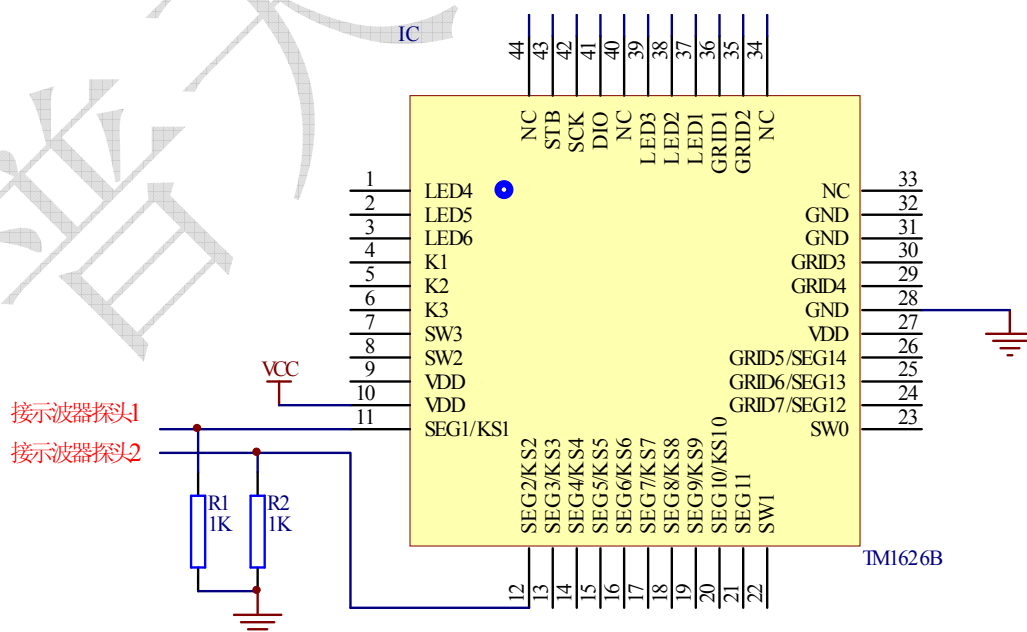 IC
44
43
42
41
40
39
38
37
36
35
34
NC
STB
SCK
DIO
NC
LED3
LED2
LED1
GRID1
GRID2
NC
1 LED4
2 LED5
3 LED6
4 K1
5 K2
6 K3
7 SW3
8 SW2
9 VDD
10 VDD
11 SEG1/KS1
NC 33
GND 32
GND 31
GRID3 30
GRID4 29
GND 28
VDD 27
GRID5/SEG14 26
GRID6/SEG13 25
GRID7/SEG12 24
SW0 23
VCC
接示波器探头1
接示波器探头2
R1
1K
R2
1K
SEG2/KS2
SEG3/KS3
SEG4/KS4
SEG5/KS5
SEG6/KS6
SEG7/KS7
SEG8/KS8
SEG9/KS9
SEG10/KS10
SEG11
SW1
12
13
14
15
16
17
18
19
20
21
22
TM1626B
普